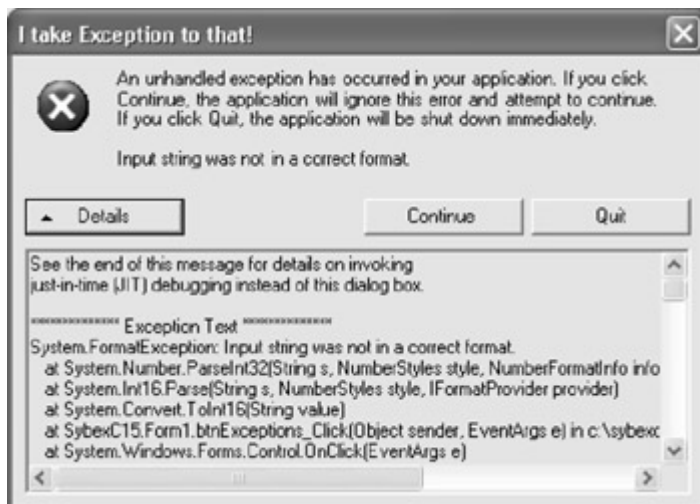 I take Exception to that!
An unhandled exception has occurred in your application. If you click
Continue, the application will ignore this error and attempt to continue.
If you click Quit, the application will be shut down immediately.
Input string was not in a correct format.
Details
Continue
Quit
See the end of this message for details on invoking
just-in-time (JIT) debugging instead of this dialog box.
************** Exception Text **************
System.FormatException: Input string was not in a correct format.
at System.Number.ParseInt32(String s, NumberStyles style, NumberFormatInfo info
at System.Int16.Parse(String s, NumberStyles style, IFormatProvider provider)
at System.Convert.ToInt16(String value)
at SybexC15.Form1.btnExceptions_Click(Object sender, EventArgs e) in c:\sybexc
at System.Windows.Forms.Control.OnClick(EventArgs e)